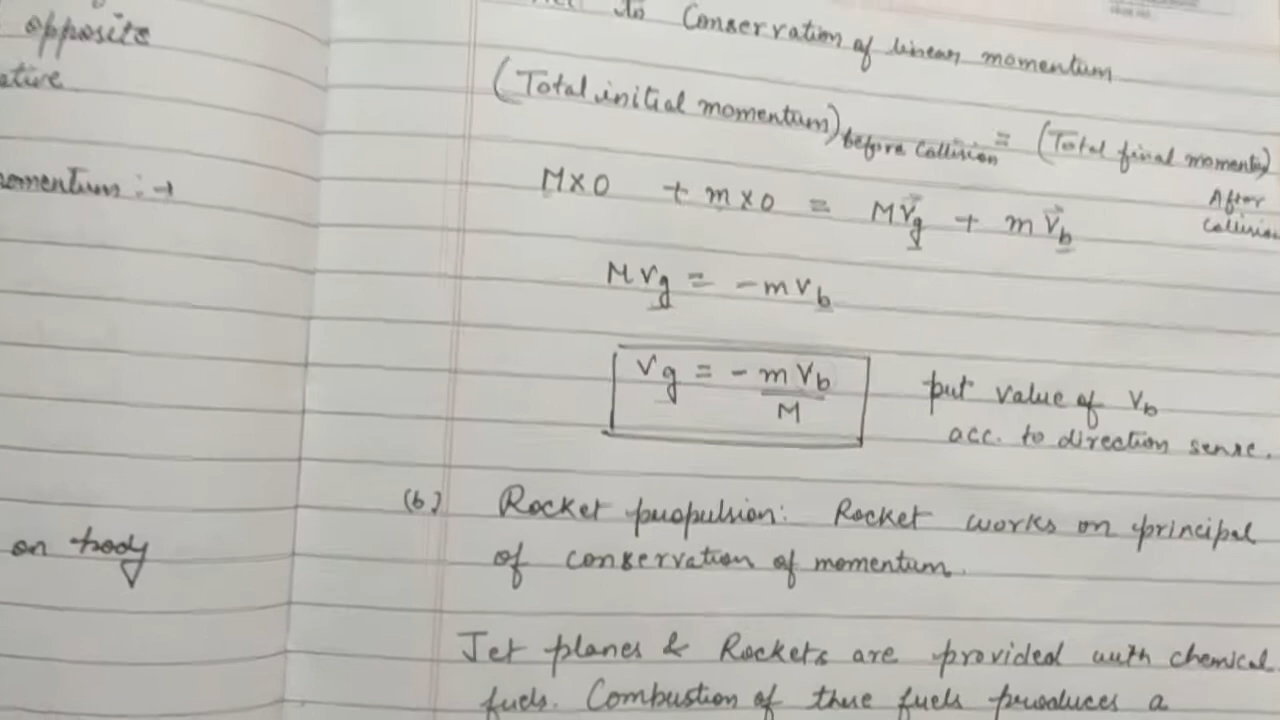 opposite
ative
omentum :→
on body
to Conservation of linear momentum
(Total initial momentum) before collision = (Total final momentum) After Collision
M×0 + m×0 = MV̄g + mV̄b
MVg = -mVb
Vg = - mVb / M
put value of Vb
acc. to direction sense.
(b) Rocket propulsion: Rocket works on principal
of conservation of momentum.
Jet planes & Rockets are provided with chemical
fuels. Combustion of these fuels produces a